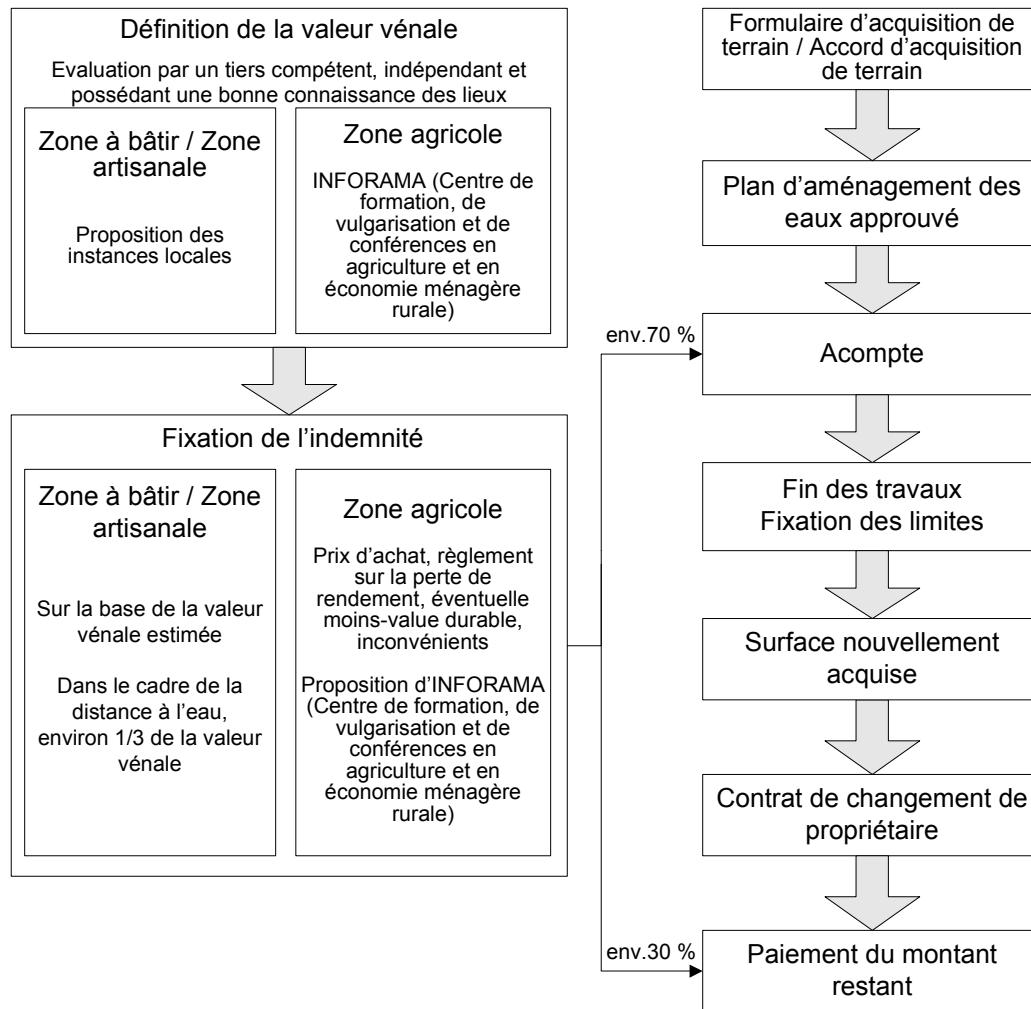 Définition de la valeur vénale
Evaluation par un tiers compétent, indépendant et
possédant une bonne connaissance des lieux
Zone à bâtir / Zone
artisanale
Proposition des
instances locales
Zone agricole
INFORAMA (Centre de
formation, de
vulgarisation et de
conférences en
agriculture et en
économie ménagère
rurale)
Fixation de l’indemnité
Zone à bâtir / Zone
artisanale
Sur la base de la valeur
vénale estimée
Dans le cadre de la
distance à l’eau,
environ 1/3 de la valeur
vénale
Zone agricole
Prix d’achat, règlement
sur la perte de
rendement, éventuelle
moins-value durable,
inconvénients
Proposition d’INFORAMA
(Centre de formation, de
vulgarisation et de
conférences en
agriculture et en
économie ménagère
rurale)
env.70 %
env.30 %
Formulaire d’acquisition de
terrain / Accord d’acquisition
de terrain
Plan d’aménagement des
eaux approuvé
Acompte
Fin des travaux
Fixation des limites
Surface nouvellement
acquise
Contrat de changement de
propriétaire
Paiement du montant
restant